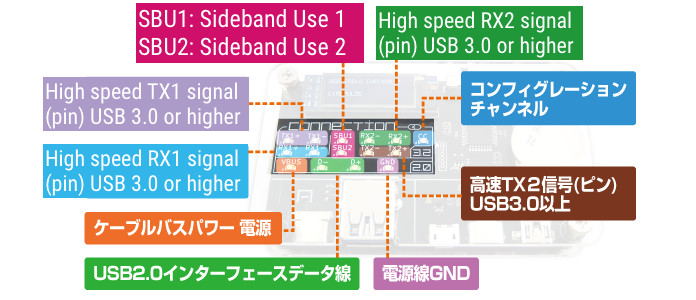 SBU1: Sideband Use 1
SBU2: Sideband Use 2
High speed RX2 signal
(pin) USB 3.0 or higher
High speed TX1 signal
(pin) USB 3.0 or higher
コンフィグレーション
チャンネル
CONNECTION
TX1+ TX1- SBU1 RX2- RX2+ CC
RX1+ RX1- SBU2 TX2- TX2+ 3.2
VBUS D- D+ GND 2.0
High speed RX1 signal
(pin) USB 3.0 or higher
高速TX2信号(ピン)
USB3.0以上
ケーブルバスパワー 電源
USB2.0インターフェースデータ線
電源線GND